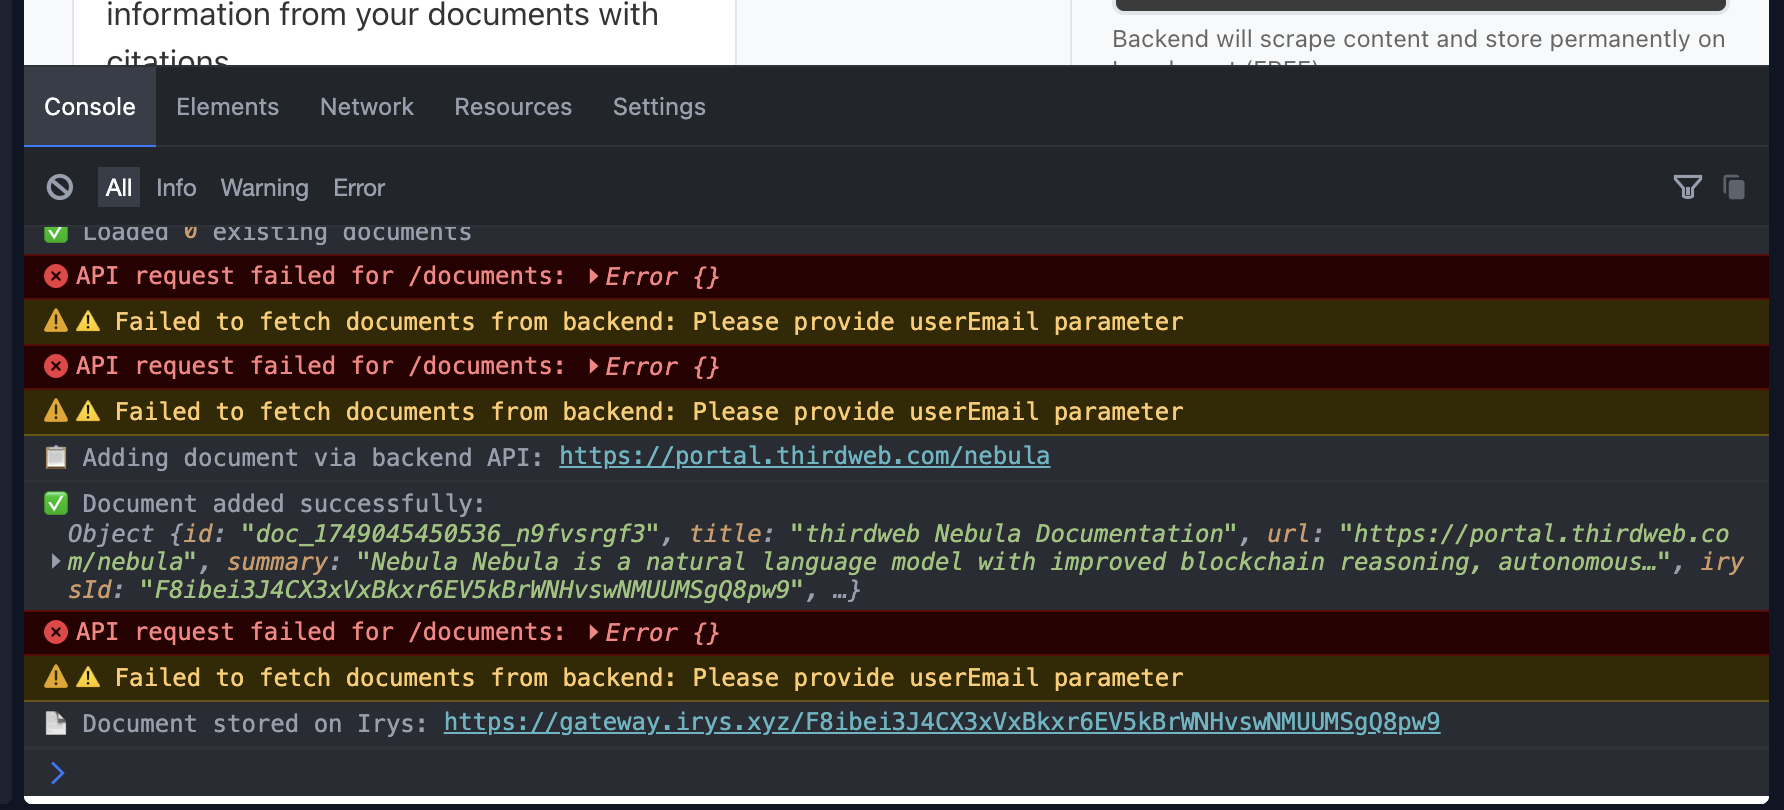 information from your documents with
citations
Backend will scrape content and store permanently on
Console Elements Network Resources Settings
All Info Warning Error
✅ Loaded 0 existing documents
API request failed for /documents: ▶Error {}
⚠️ Failed to fetch documents from backend: Please provide userEmail parameter
API request failed for /documents: ▶Error {}
⚠️ Failed to fetch documents from backend: Please provide userEmail parameter
📋 Adding document via backend API: https://portal.thirdweb.com/nebula
✅ Document added successfully:
Object {id: "doc_1749045450536_n9fvsrgf3", title: "thirdweb Nebula Documentation", url: "https://portal.thirdweb.co
▶m/nebula", summary: "Nebula Nebula is a natural language model with improved blockchain reasoning, autonomous…", iry
sId: "F8ibei3J4CX3xVxBkxr6EV5kBrWNHvswNMUUMSgQ8pw9", …}
API request failed for /documents: ▶Error {}
⚠️ Failed to fetch documents from backend: Please provide userEmail parameter
📄 Document stored on Irys: https://gateway.irys.xyz/F8ibei3J4CX3xVxBkxr6EV5kBrWNHvswNMUUMSgQ8pw9